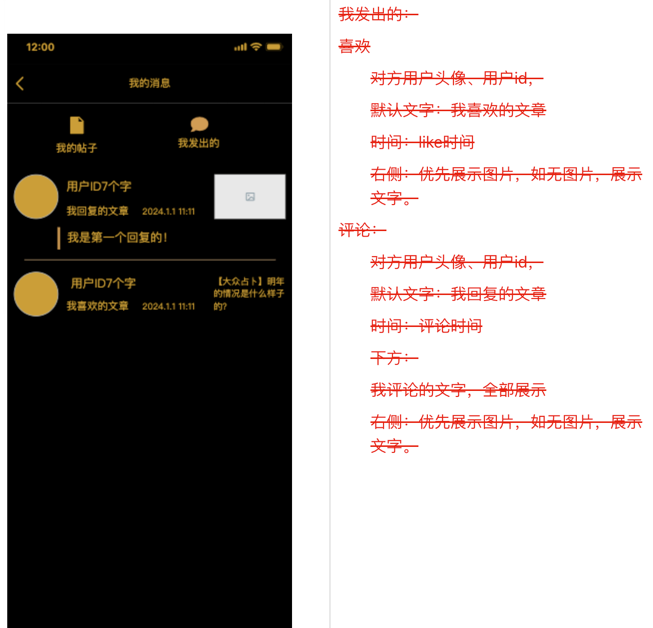 12:00
我的消息
我的帖子
我发出的
用户ID7个字
我回复的文章 2024.1.1 11:11
我是第一个回复的！
用户ID7个字
我喜欢的文章 2024.1.1 11:11
【大众占卜】明年
的情况是什么样子
的?
我发出的：
喜欢
对方用户头像、用户id，
默认文字：我喜欢的文章
时间：like时间
右侧：优先展示图片，如无图片，展示
文字。
评论：
对方用户头像、用户id，
默认文字：我回复的文章
时间：评论时间
下方：
我评论的文字，全部展示
右侧：优先展示图片，如无图片，展示
文字。